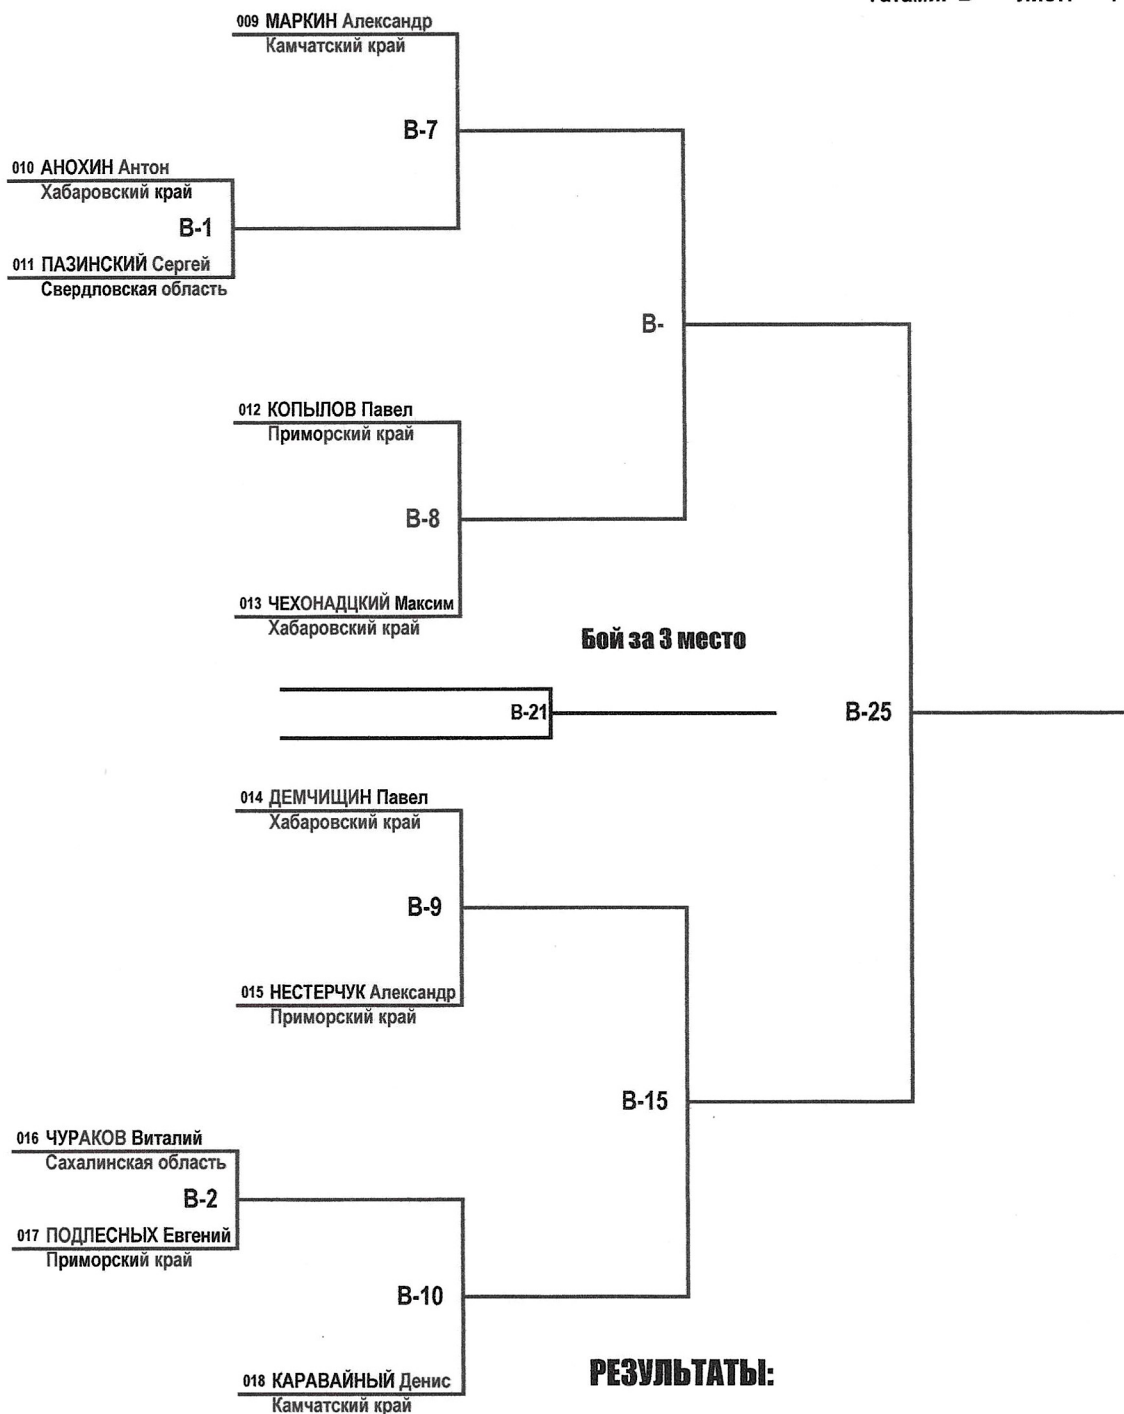 009 МАРКИН Александр
Камчатский край
В-7
010 АНОХИН Антон
Хабаровский край
В-1
011 ПАЗИНСКИЙ Сергей
Свердловская область
В-
012 КОПЫЛОВ Павел
Приморский край
В-8
013 ЧЕХОНАДЦКИЙ Максим
Хабаровский край
Бой за 3 место
В-21
В-25
014 ДЕМЧИЩИН Павел
Хабаровский край
В-9
015 НЕСТЕРЧУК Александр
Приморский край
В-15
016 ЧУРАКОВ Виталий
Сахалинская область
В-2
017 ПОДЛЕСНЫХ Евгений
Приморский край
В-10
018 КАРАВАЙНЫЙ Денис
Камчатский край
РЕЗУЛЬТАТЫ: